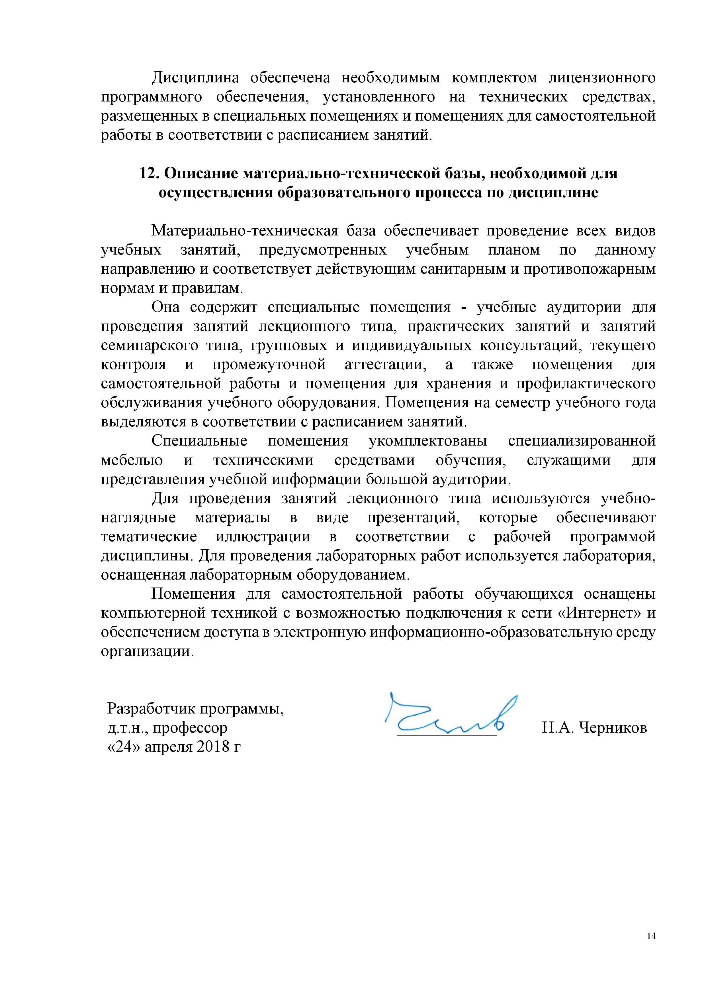 Дисциплина обеспечена необходимым комплектом лицензионного
программного обеспечения, установленного на технических средствах,
размещенных в специальных помещениях и помещениях для самостоятельной
работы в соответствии с расписанием занятий.
12. Описание материально-технической базы, необходимой для
осуществления образовательного процесса по дисциплине
Материально-техническая база обеспечивает проведение всех видов
учебных занятий, предусмотренных учебным планом по данному
направлению и соответствует действующим санитарным и противопожарным
нормам и правилам.
Она содержит специальные помещения - учебные аудитории для
проведения занятий лекционного типа, практических занятий и занятий
семинарского типа, групповых и индивидуальных консультаций, текущего
контроля и промежуточной аттестации, а также помещения для
самостоятельной работы и помещения для хранения и профилактического
обслуживания учебного оборудования. Помещения на семестр учебного года
выделяются в соответствии с расписанием занятий.
Специальные помещения укомплектованы специализированной
мебелью и техническими средствами обучения, служащими для
представления учебной информации большой аудитории.
Для проведения занятий лекционного типа используются учебно-
наглядные материалы в виде презентаций, которые обеспечивают
тематические иллюстрации в соответствии с рабочей программой
дисциплины. Для проведения лабораторных работ используется лаборатория,
оснащенная лабораторным оборудованием.
Помещения для самостоятельной работы обучающихся оснащены
компьютерной техникой с возможностью подключения к сети «Интернет» и
обеспечением доступа в электронную информационно-образовательную среду
организации.
Разработчик программы,
д.т.н., профессор Н.А. Черников
«24» апреля 2018 г
14